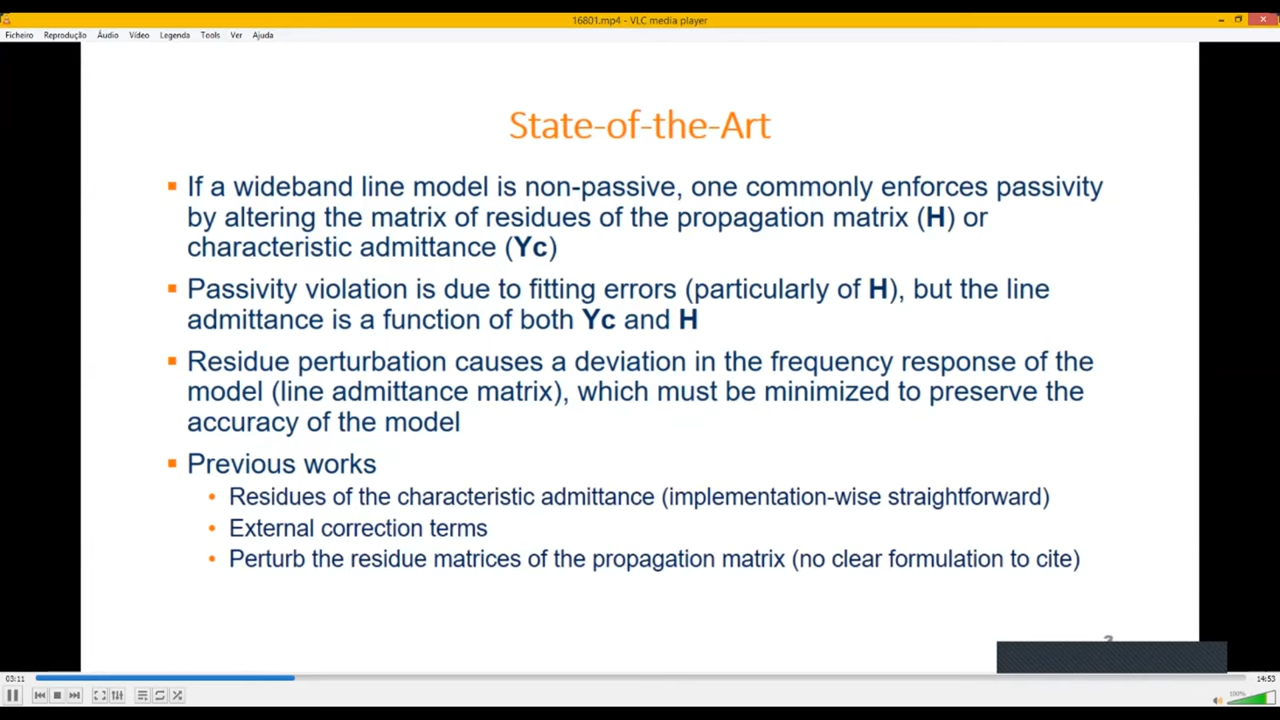 16801.mp4 - VLC media player
Ficheiro Reprodução Áudio Vídeo Legenda Tools Ver Ajuda
State-of-the-Art
If a wideband line model is non-passive, one commonly enforces passivity
by altering the matrix of residues of the propagation matrix (H) or
characteristic admittance (Yc)
Passivity violation is due to fitting errors (particularly of H), but the line
admittance is a function of both Yc and H
Residue perturbation causes a deviation in the frequency response of the
model (line admittance matrix), which must be minimized to preserve the
accuracy of the model
Previous works
Residues of the characteristic admittance (implementation-wise straightforward)
External correction terms
Perturb the residue matrices of the propagation matrix (no clear formulation to cite)
03:11
14:53
100%